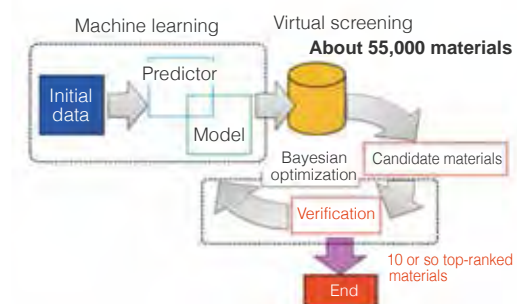 Machine learning
Virtual screening
About 55,000 materials
Initial
data
Predictor
Model
Bayesian
optimization
Candidate materials
Verification
10 or so top-ranked
materials
End